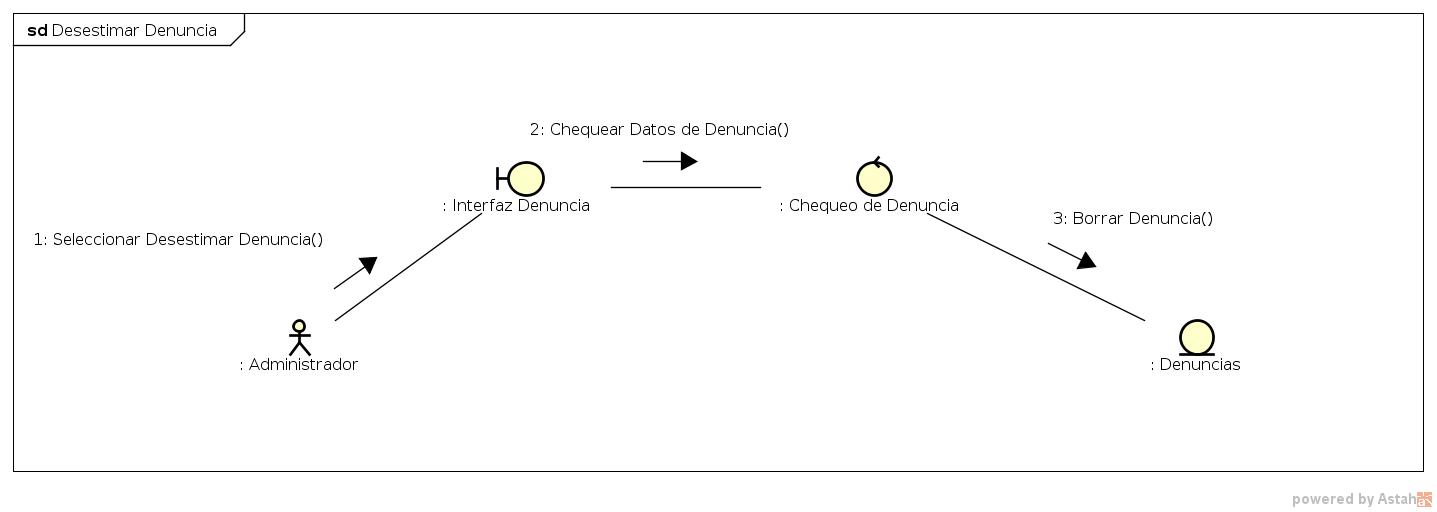 sd Desestimar Denuncia
2: Chequear Datos de Denuncia()
: Interfaz Denuncia
: Chequeo de Denuncia
3: Borrar Denuncia()
1: Seleccionar Desestimar Denuncia()
: Administrador
: Denuncias
powered by Astah